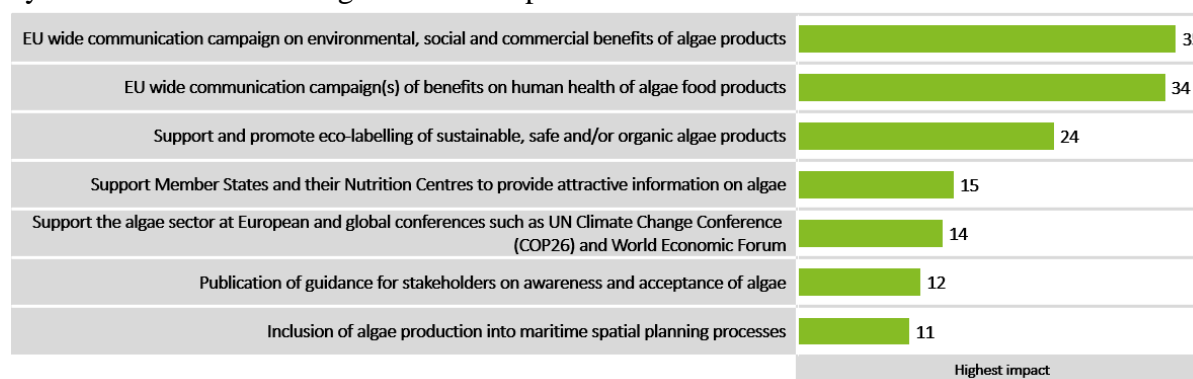 EU wide communication campaign on environmental, social and commercial benefits of algae products
EU wide communication campaign(s) of benefits on human health of algae food products 34
Support and promote eco-labelling of sustainable, safe and/or organic algae products 24
Support Member States and their Nutrition Centres to provide attractive information on algae 15
Support the algae sector at European and global conferences such as UN Climate Change Conference
(COP26) and World Economic Forum 14
Publication of guidance for stakeholders on awareness and acceptance of algae 12
Inclusion of algae production into maritime spatial planning processes 11
Highest impact